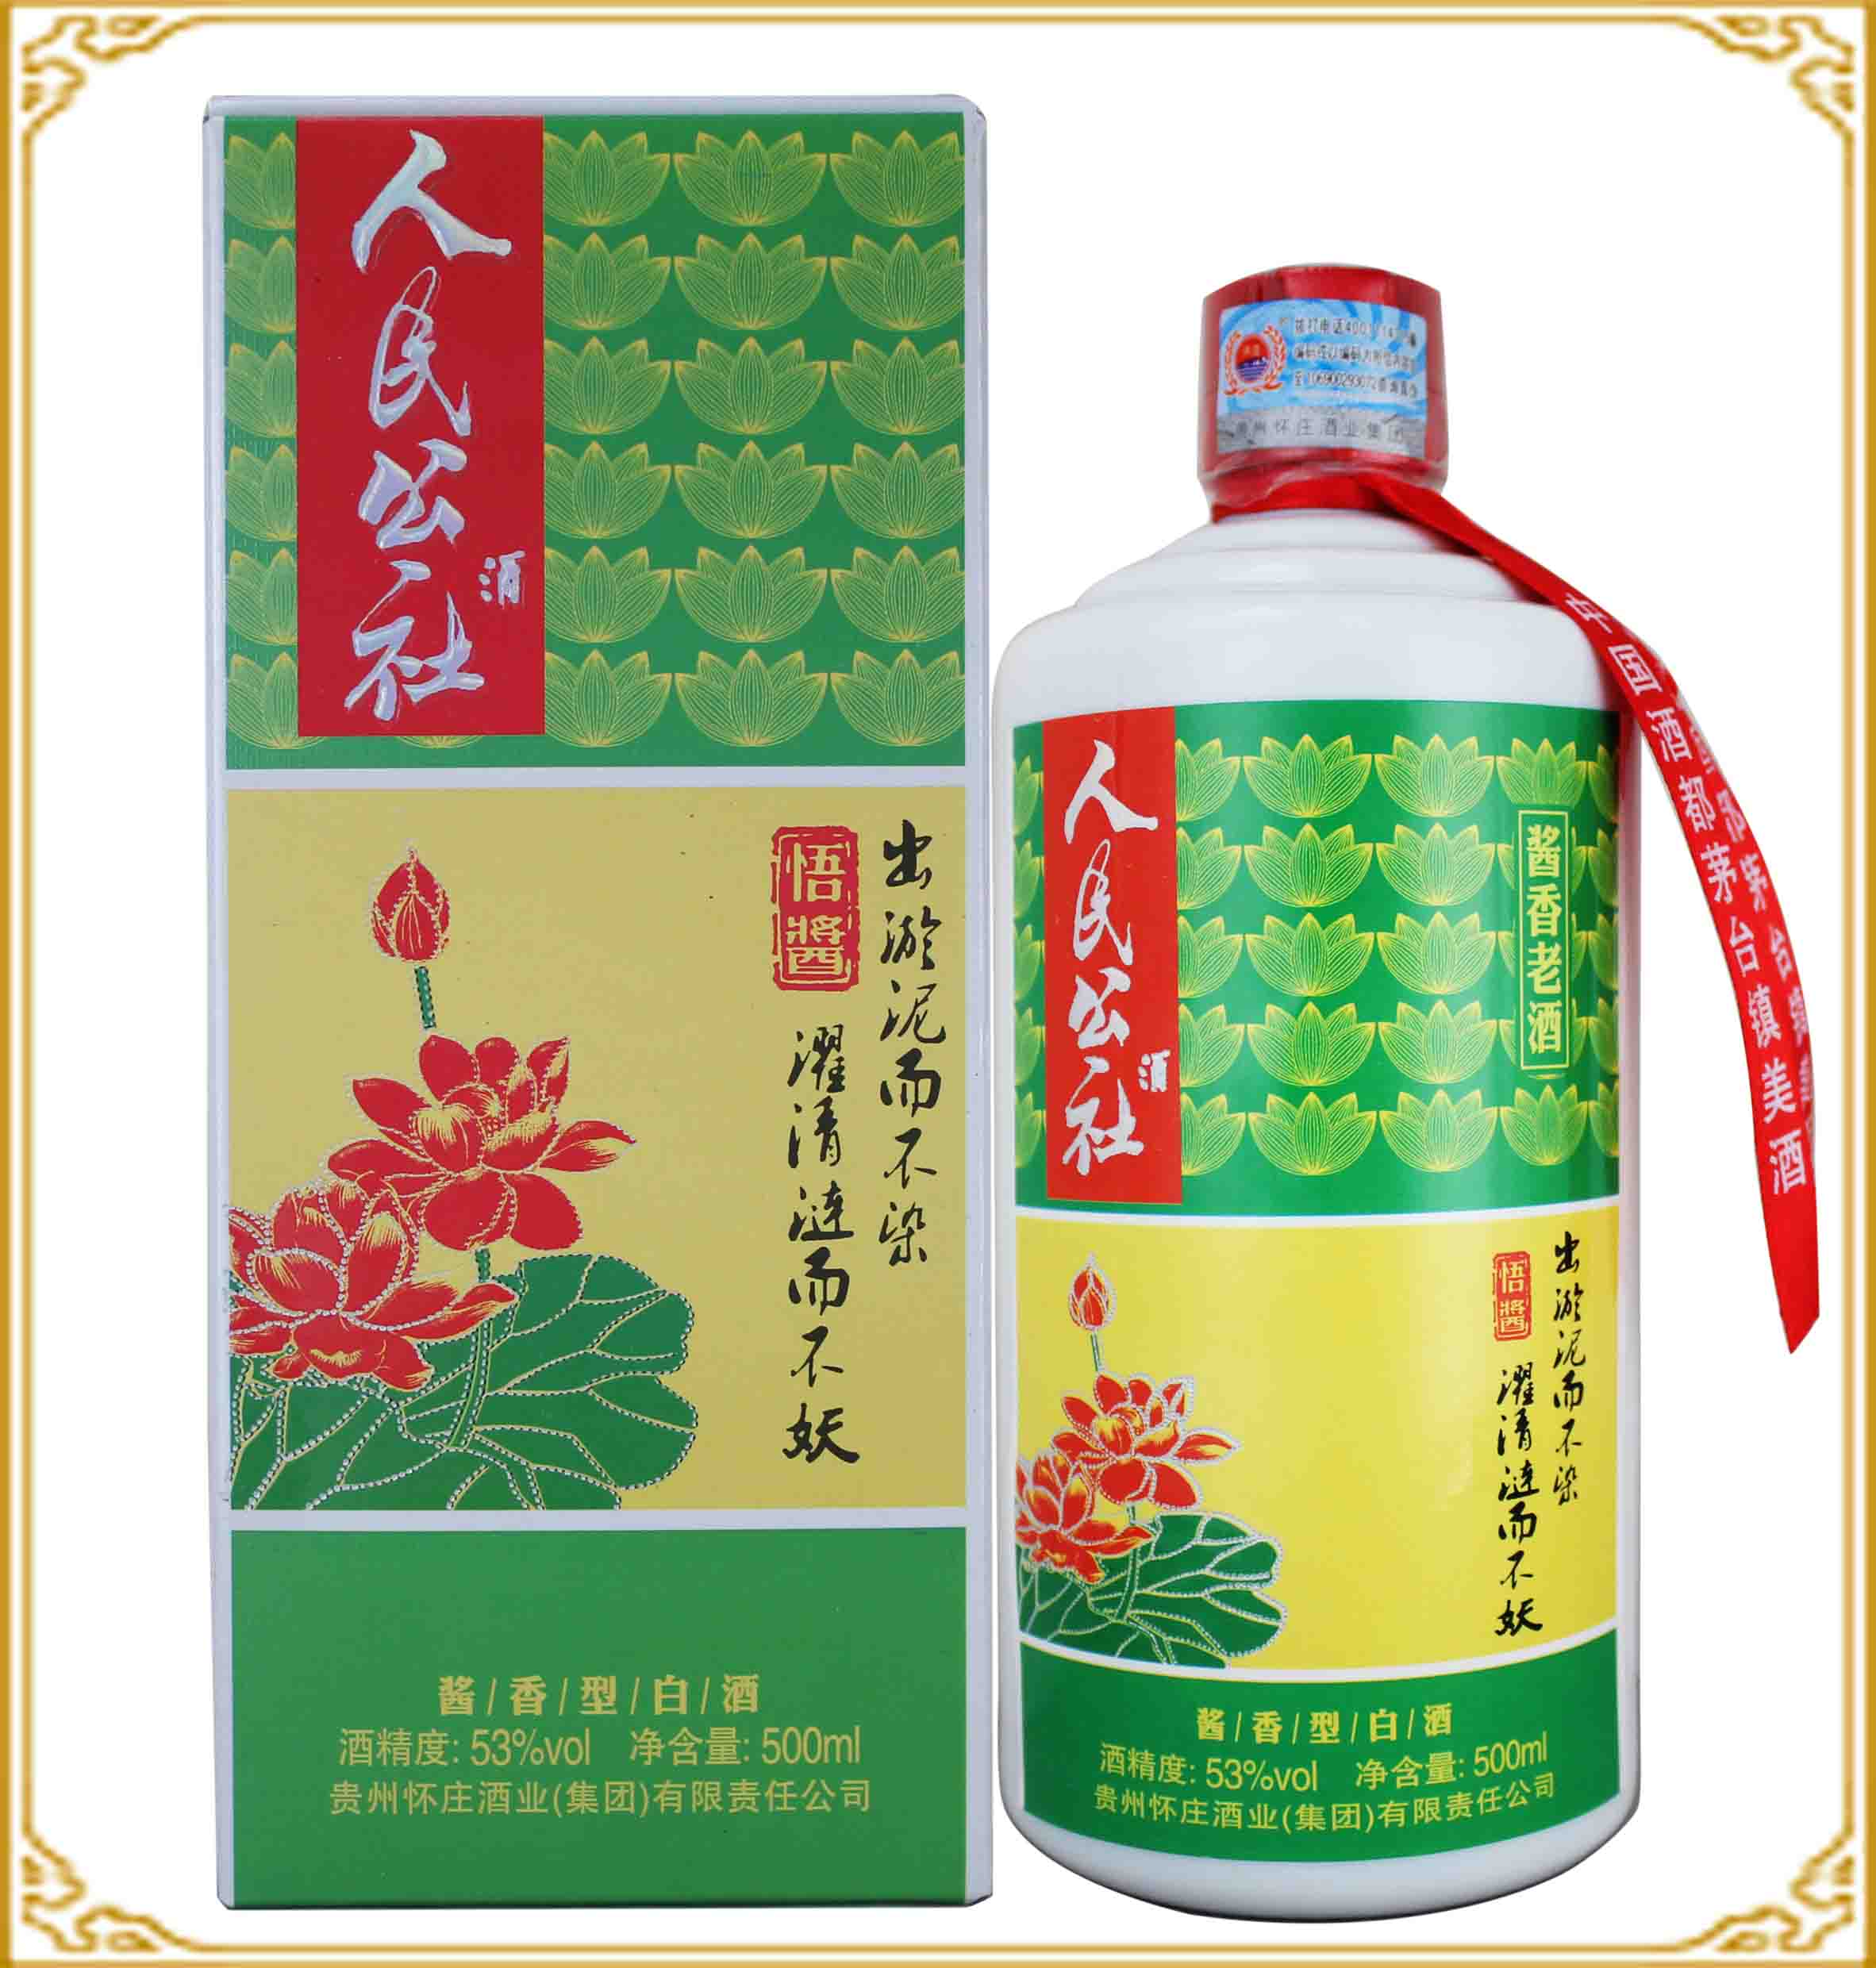 人民公社
酒
出淤泥而不染
悟醬
濯清涟而不妖
酱/香/型/白/酒
酒精度: 53%vol 净含量: 500ml
贵州怀庄酒业(集团)有限责任公司
贵州怀庄酒业集团
中国酒都茅台镇美酒
人民公社
酒
酱香老酒
出淤泥而不染
悟醬
濯清涟而不妖
酱/香/型/白/酒
酒精度: 53%vol 净含量: 500ml
贵州怀庄酒业(集团)有限责任公司